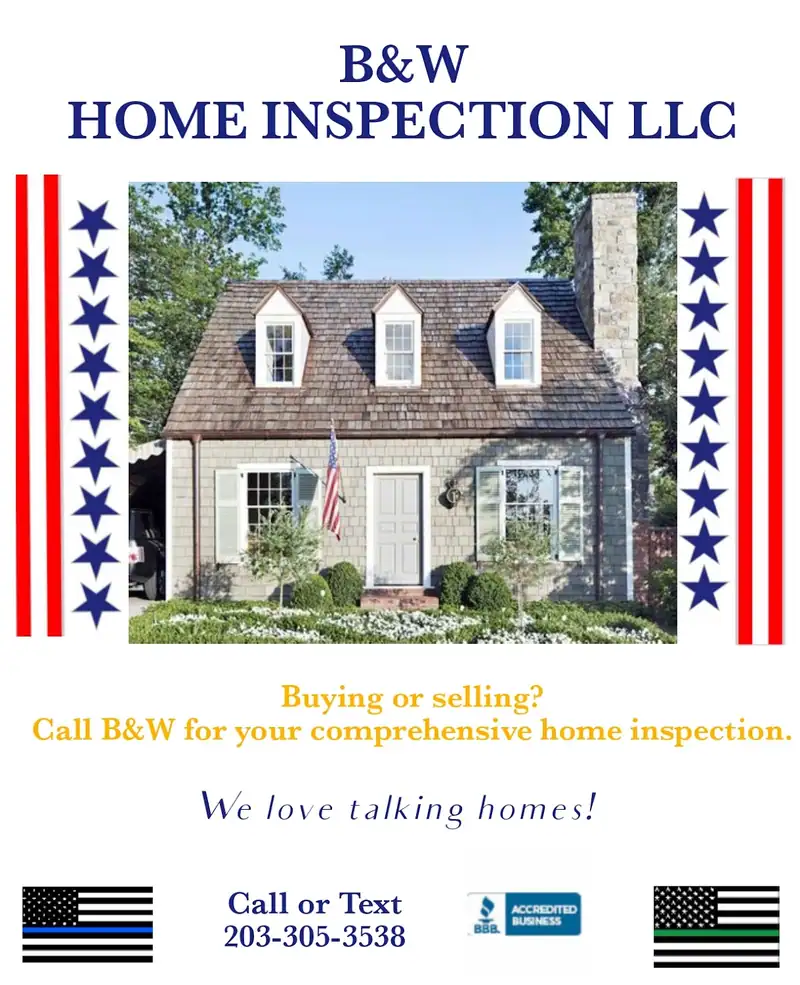 B&W
HOME INSPECTION LLC
Buying or selling?
Call B&W for your comprehensive home inspection.
We love talking homes!
Call or Text
203-305-3538
BBB.
ACCREDITED
BUSINESS